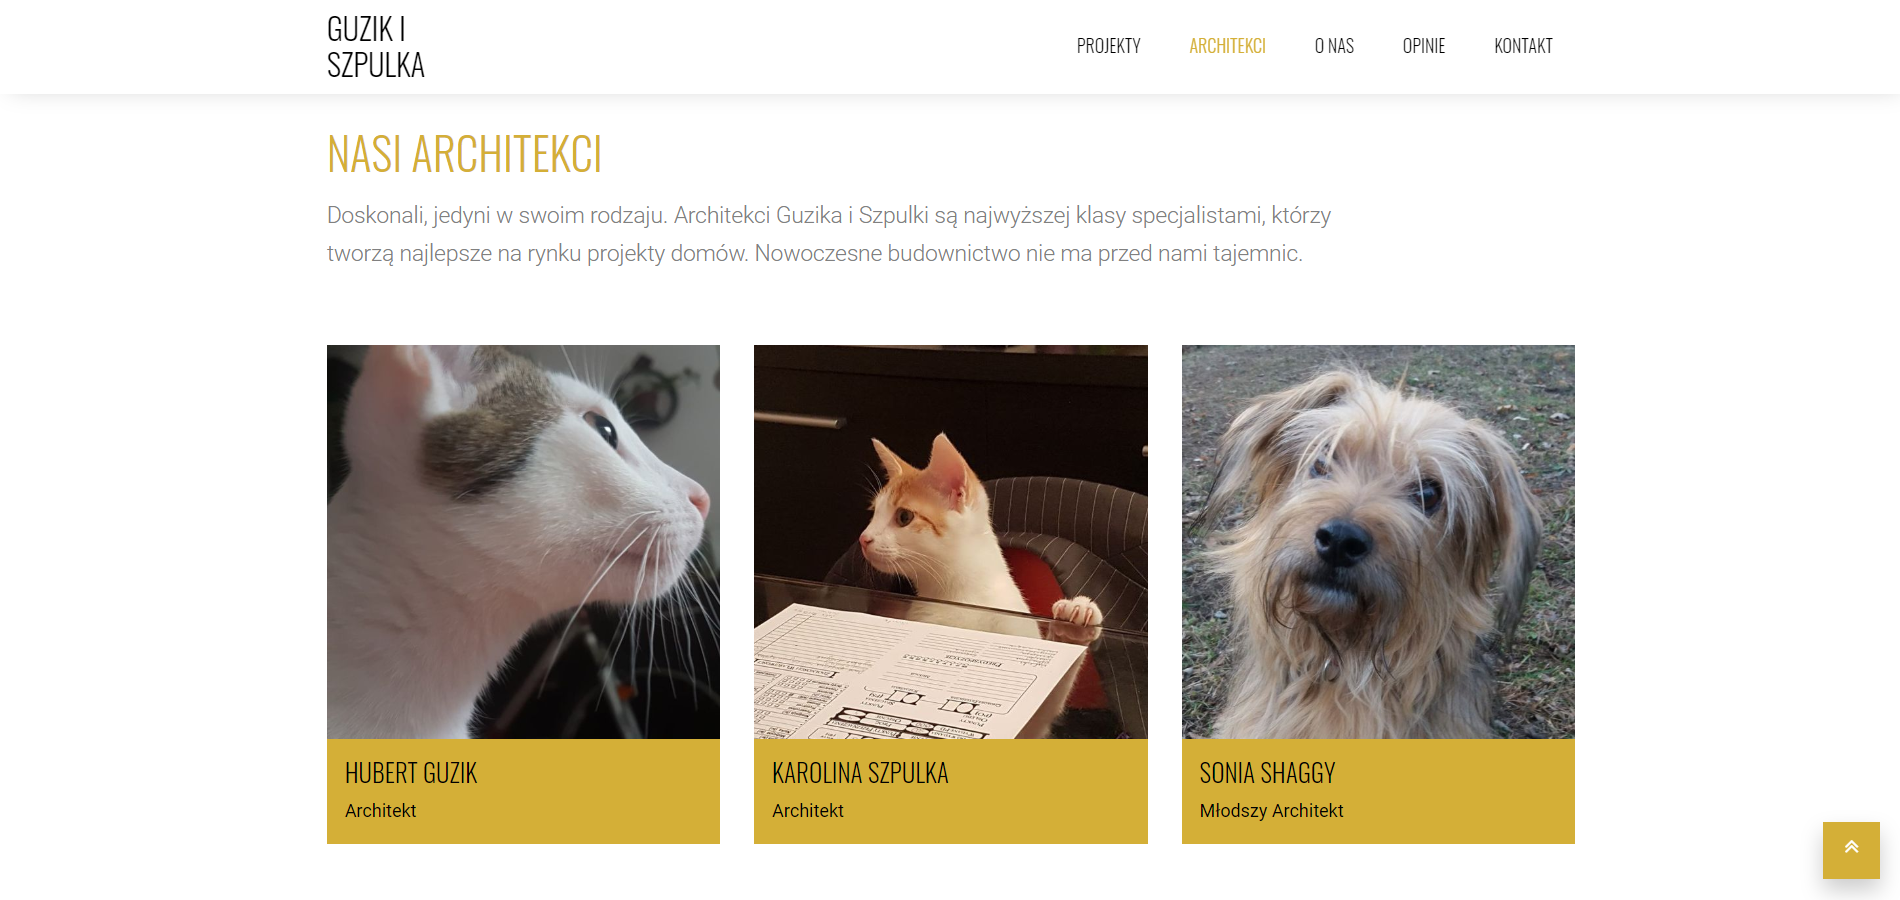 GUZIK I
SZPULKA
PROJEKTY ARCHITEKCI O NAS OPINIE KONTAKT
NASI ARCHITEKCI
Doskonali, jedyni w swoim rodzaju. Architekci Guzika i Szpulki są najwyższej klasy specjalistami, którzy
tworzą najlepsze na rynku projekty domów. Nowoczesne budownictwo nie ma przed nami tajemnic.
HUBERT GUZIK
Architekt
KAROLINA SZPULKA
Architekt
SONIA SHAGGY
Młodszy Architekt